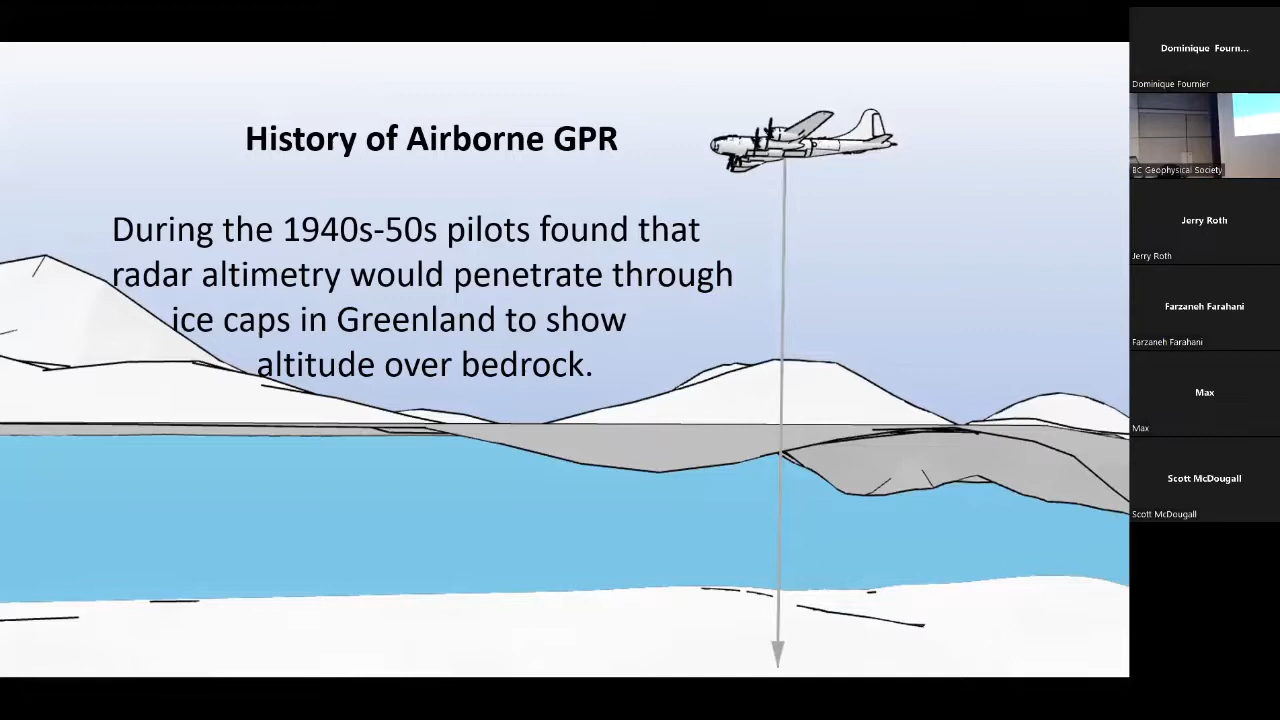 History of Airborne GPR
During the 1940s-50s pilots found that
radar altimetry would penetrate through
ice caps in Greenland to show
altitude over bedrock.
Dominique Fourn...
Dominique Fournier
BC Geophysical Society
Jerry Roth
Jerry Roth
Farzaneh Farahani
Farzaneh Farahani
Max
Max
Scott McDougall
Scott McDougall